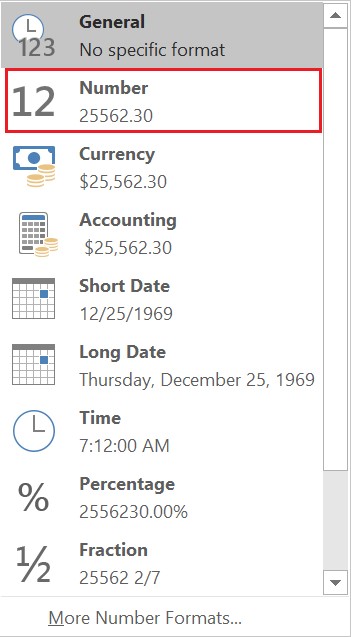 General
123
No specific format
Number
12
25562.30
Currency
$25,562.30
Accounting
$25,562.30
Short Date
12/25/1969
Long Date
Thursday, December 25, 1969
Time
7:12:00 AM
Percentage
%
2556230.00%
Fraction
½
25562 2/7
More Number Formats...